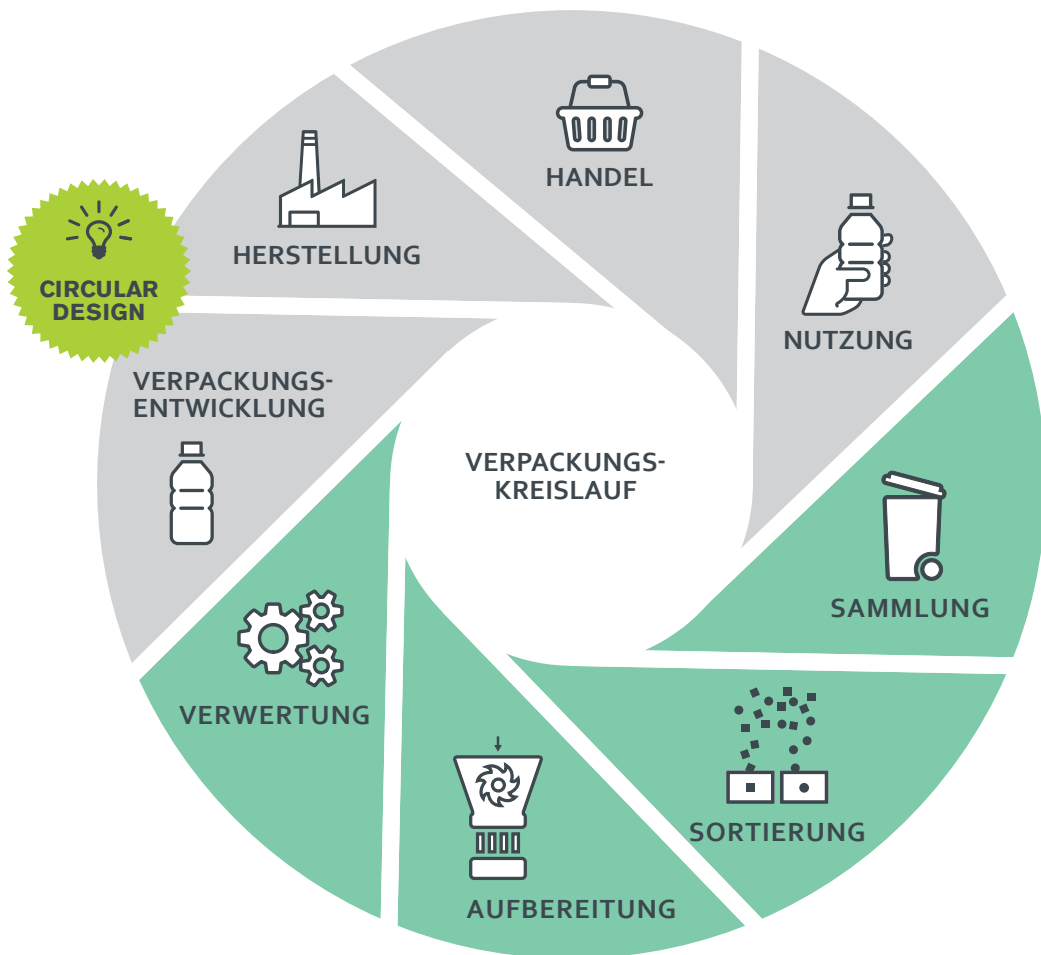 HANDEL
HERSTELLUNG
NUTZUNG
CIRCULAR
DESIGN
VERPACKUNGS-
ENTWICKLUNG
VERPACKUNGS-
KREISLAUF
SAMMLUNG
VERWERTUNG
SORTIERUNG
AUFBEREITUNG